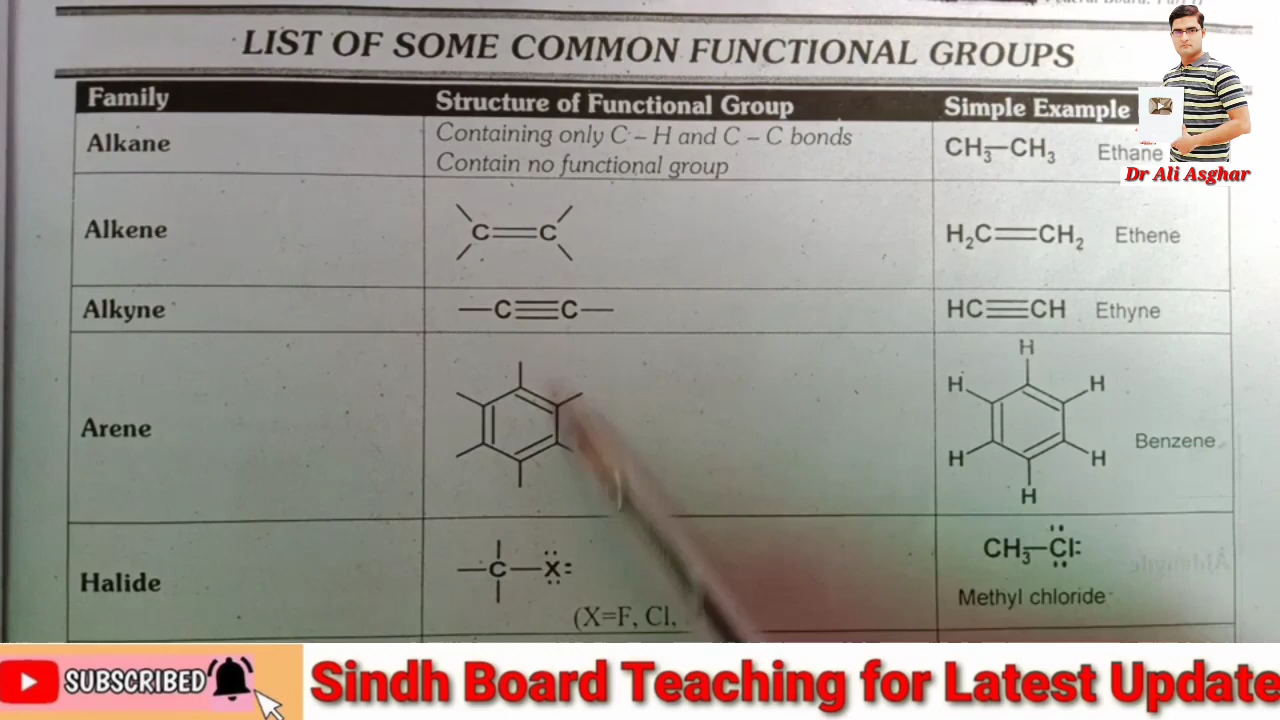 LIST OF SOME COMMON FUNCTIONAL GROUPS
Family Structure of Functional Group Simple Example
Alkane Containing only C – H and C – C bonds CH₃—CH₃ Ethane
Contain no functional group
Dr Ali Asghar
Alkene C=C H₂C=CH₂ Ethene
Alkyne —C≡C— HC≡CH Ethyne
H
H H
Arene Benzene
H H
H
Halide —C—X: CH₃—Cl:
Methyl chloride
(X=F, Cl,
SUBSCRIBED Sindh Board Teaching for Latest Update